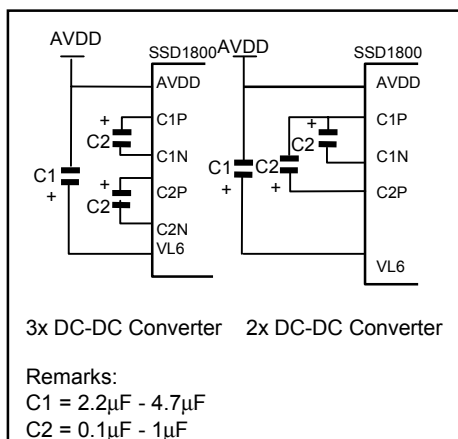 AVDD
SSD1800
AVDD
C1P
+
C2
C1N
C1
+
+
C2
C2P
C2N
VL6
AVDD
SSD1800
AVDD
C1P
+
C2
C1N
C1
+
C2
+
C2P
VL6
3x DC-DC Converter 2x DC-DC Converter
Remarks:
C1 = 2.2µF - 4.7µF
C2 = 0.1µF - 1µF